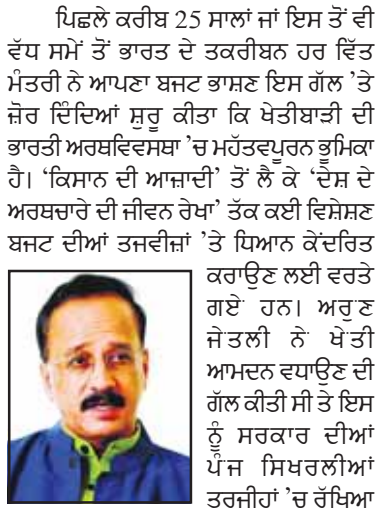 ਪਿਛਲੇ ਕਰੀਬ 25 ਸਾਲਾਂ ਜਾਂ ਇਸ ਤੋਂ ਵੀ
ਵੱਧ ਸਮੇਂ ਤੋਂ ਭਾਰਤ ਦੇ ਤਕਰੀਬਨ ਹਰ ਵਿੱਤ
ਮੰਤਰੀ ਨੇ ਆਪਣਾ ਬਜਟ ਭਾਸ਼ਣ ਇਸ ਗੱਲ ’ਤੇ
ਜ਼ੋਰ ਦਿੰਦਿਆਂ ਸ਼ੁਰੂ ਕੀਤਾ ਕਿ ਖੇਤੀਬਾੜੀ ਦੀ
ਭਾਰਤੀ ਅਰਥਵਿਵਸਥਾ ’ਚ ਮਹੱਤਵਪੂਰਨ ਭੂਮਿਕਾ
ਹੈ। ‘ਕਿਸਾਨ ਦੀ ਆਜ਼ਾਦੀ’ ਤੋਂ ਲੈ ਕੇ ‘ਦੇਸ਼ ਦੇ
ਅਰਥਚਾਰੇ ਦੀ ਜੀਵਨ ਰੇਖਾ’ ਤੱਕ ਕਈ ਵਿਸ਼ੇਸ਼ਣ
ਬਜਟ ਦੀਆਂ ਤਜਵੀਜ਼ਾਂ ’ਤੇ ਧਿਆਨ ਕੇਂਦਰਿਤ
ਕਰਾਉਣ ਲਈ ਵਰਤੇ
ਗਏ ਹਨ। ਅਰੁਣ
ਜੇਤਲੀ ਨੇ ਖੇਤੀ
ਆਮਦਨ ਵਧਾਉਣ ਦੀ
ਗੱਲ ਕੀਤੀ ਸੀ ਤੇ ਇਸ
ਨੂੰ ਸਰਕਾਰ ਦੀਆਂ
ਪੰਜ ਸਿਖਰਲੀਆਂ
ਤਰਜੀਹਾਂ ’ਚ ਰੱਖਿਆ